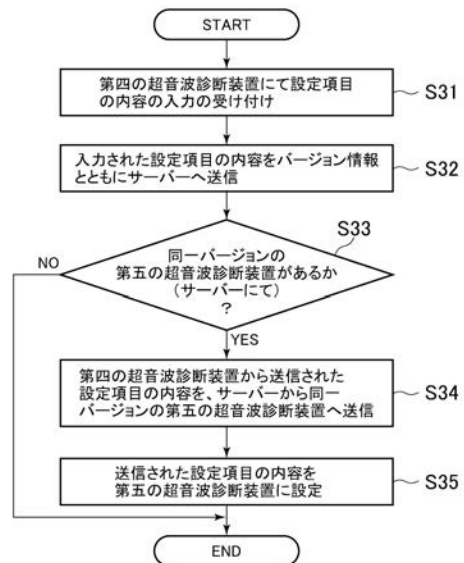 START
第四の超音波診断装置にて設定項目
の内容の入力の受け付け
S31
入力された設定項目の内容をバージョン情報
とともにサーバーへ送信
S32
S33
同一バージョンの
第五の超音波診断装置があるか
(サーバーにて)
?
NO
YES
第四の超音波診断装置から送信された
設定項目の内容を、サーバーから同一
バージョンの第五の超音波診断装置へ送信
S34
送信された設定項目の内容を
第五の超音波診断装置に設定
S35
END